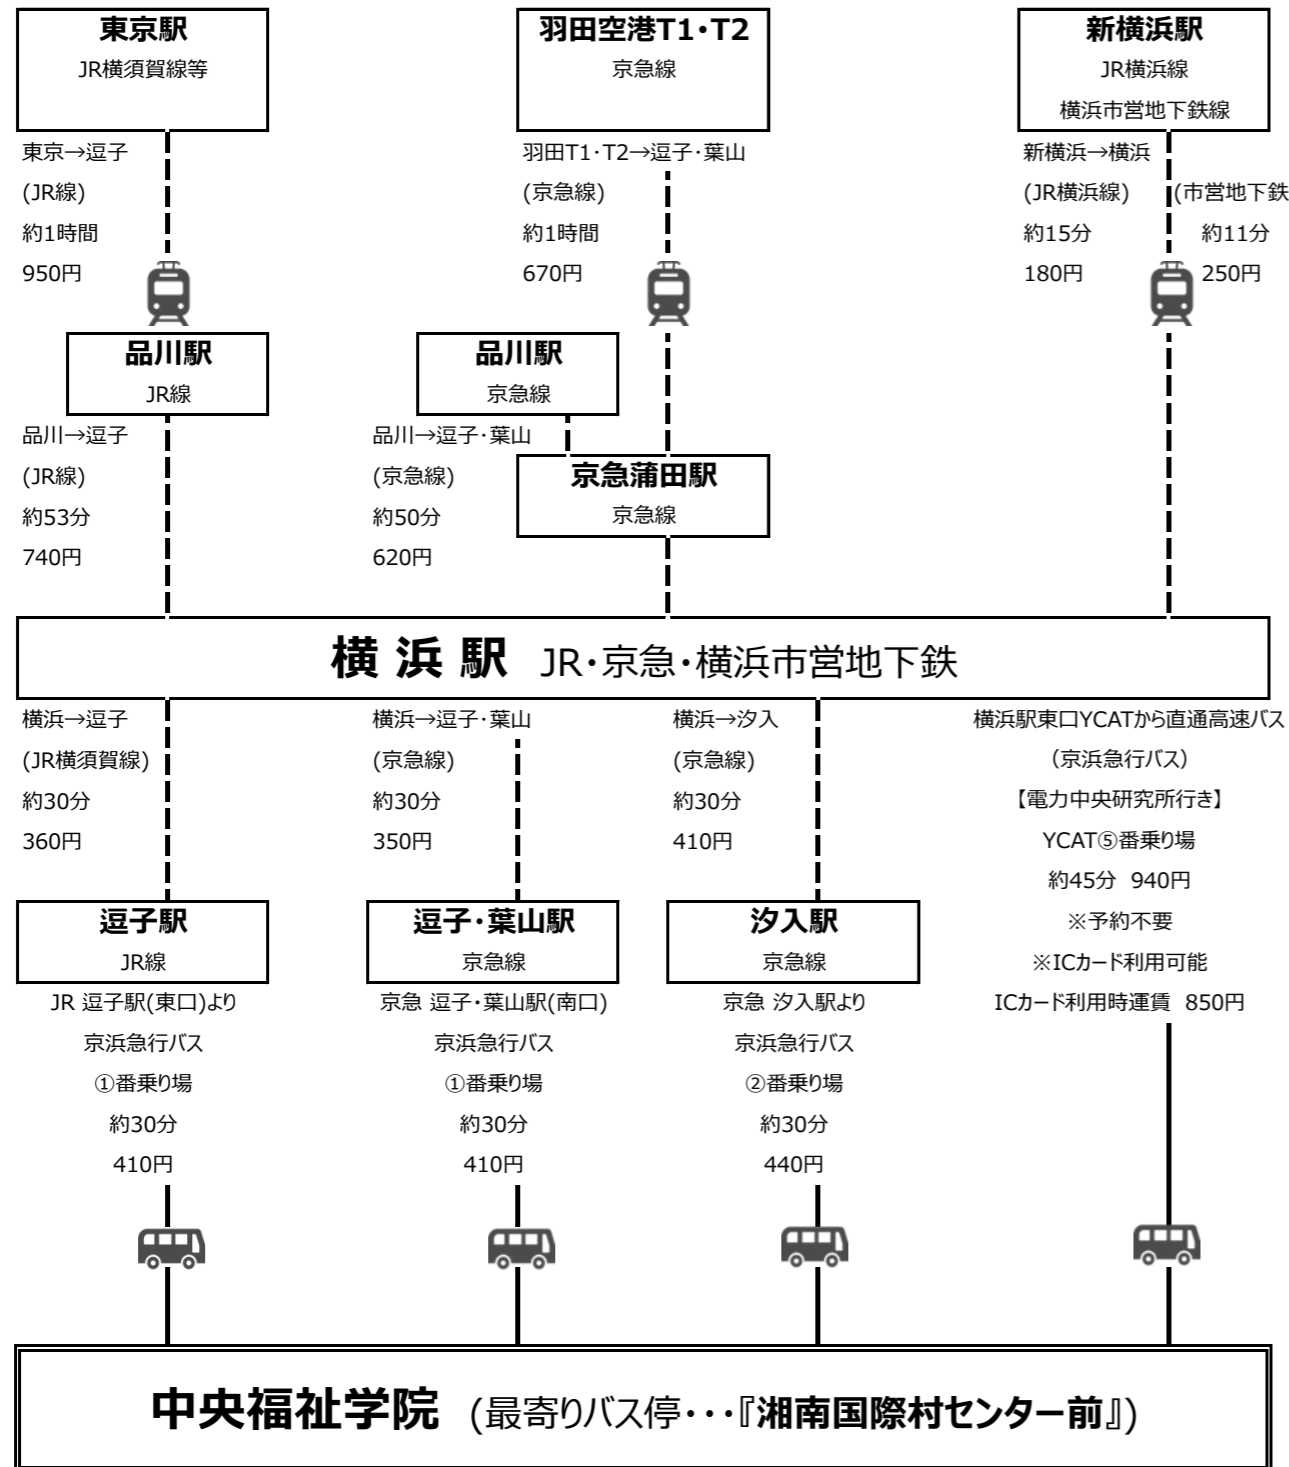 東京駅
JR横須賀線等
羽田空港T1・T2
京急線
新横浜駅
JR横浜線
横浜市営地下鉄線
東京→逗子
(JR線)
約1時間
950円
羽田T1・T2→逗子・葉山
(京急線)
約1時間
670円
新横浜→横浜
(JR横浜線)
約15分
180円
(市営地下鉄
約11分
250円
品川駅
JR線
品川→逗子
(JR線)
約53分
740円
品川駅
京急線
品川→逗子・葉山
(京急線)
約50分
620円
京急蒲田駅
京急線
横 浜 駅 JR・京急・横浜市営地下鉄
横浜→逗子
(JR横須賀線)
約30分
360円
横浜→逗子・葉山
(京急線)
約30分
350円
横浜→汐入
(京急線)
約30分
410円
横浜駅東口YCATから直通高速バス
(京浜急行バス)
【電力中央研究所行き】
YCAT⑤番乗り場
約45分 940円
※予約不要
※ICカード利用可能
ICカード利用時運賃 850円
逗子駅
JR線
JR 逗子駅(東口)より
京浜急行バス
①番乗り場
約30分
410円
逗子・葉山駅
京急線
京急 逗子・葉山駅(南口)
京浜急行バス
①番乗り場
約30分
410円
汐入駅
京急線
京急 汐入駅より
京浜急行バス
②番乗り場
約30分
440円
中央福祉学院 (最寄りバス停・・・『湘南国際村センター前』)